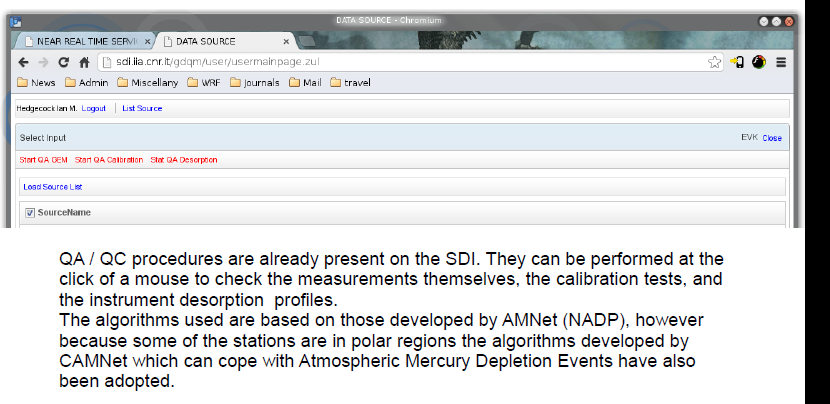 DATA SOURCE - Chromium
NEAR REAL TIME SERVI × DATA SOURCE ×
sdi.iia.cnr.it/gdqm/user/usermainpage.zul
News Admin Miscellany WRF Journals Mail travel
Hedgecock Ian M. Logout List Source
Select Input EVK Close
Start QA GEM Start QA Calibration Stat QA Desorption
Load Source List
SourceName
QA / QC procedures are already present on the SDI. They can be performed at the
click of a mouse to check the measurements themselves, the calibration tests, and
the instrument desorption profiles.
The algorithms used are based on those developed by AMNet (NADP), however
because some of the stations are in polar regions the algorithms developed by
CAMNet which can cope with Atmospheric Mercury Depletion Events have also
been adopted.